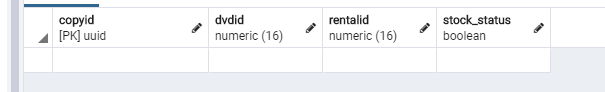 copyid dvdid rentalid stock_status
[PK] uuid numeric (16) numeric (16) boolean